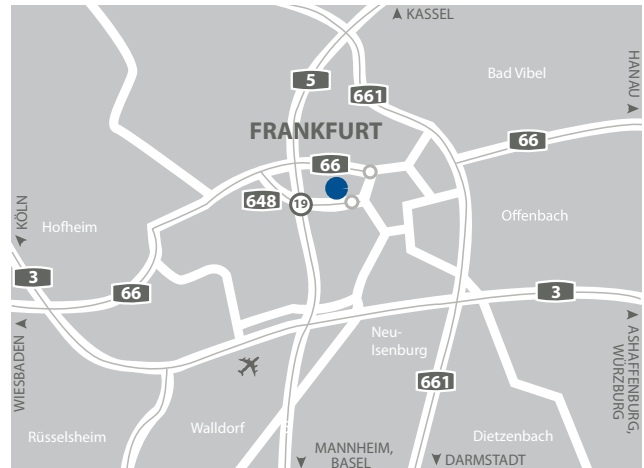 KASSEL
HANAU
Bad Vibel
5
661
FRANKFURT
66
66
648
19
KÖLN
Hofheim
Offenbach
3
66
3
WIESBADEN
Neu-
Isenburg
ASHAFFENBURG,
WÜRZBURG
661
Rüsselsheim
Walldorf
Dietzenbach
MANNHEIM,
BASEL
DARMSTADT